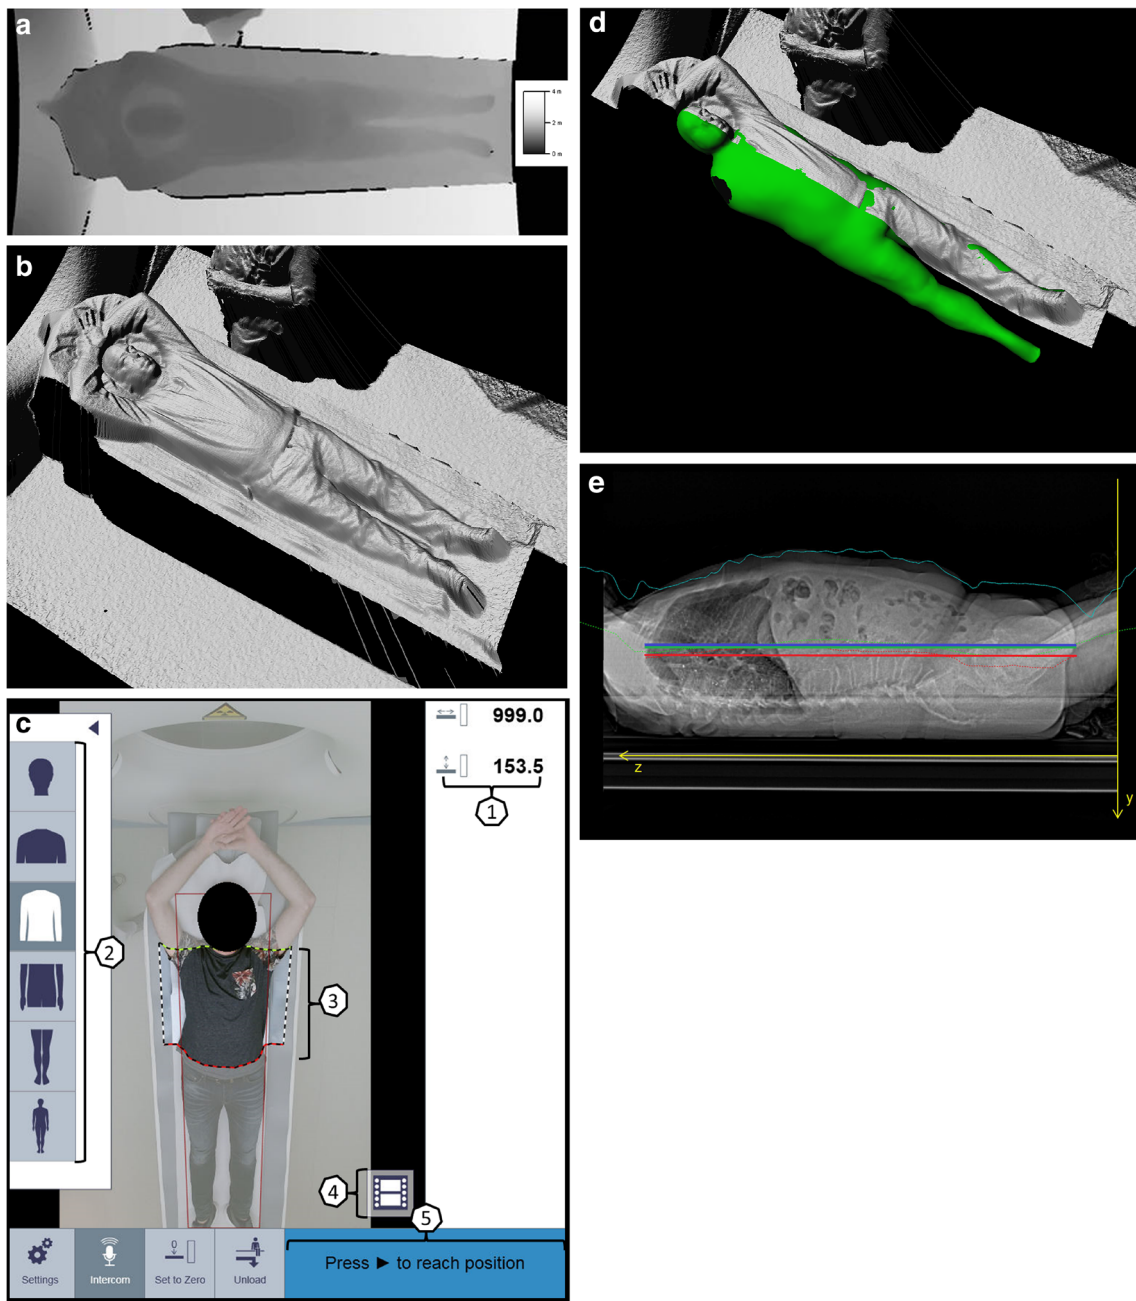 a
4 m
2 m
0 m
b
c
999.0
153.5
1
2
3
4
5
0
Settings
Intercom
Set to Zero
Unload
Press ▶ to reach position
d
e
z
y